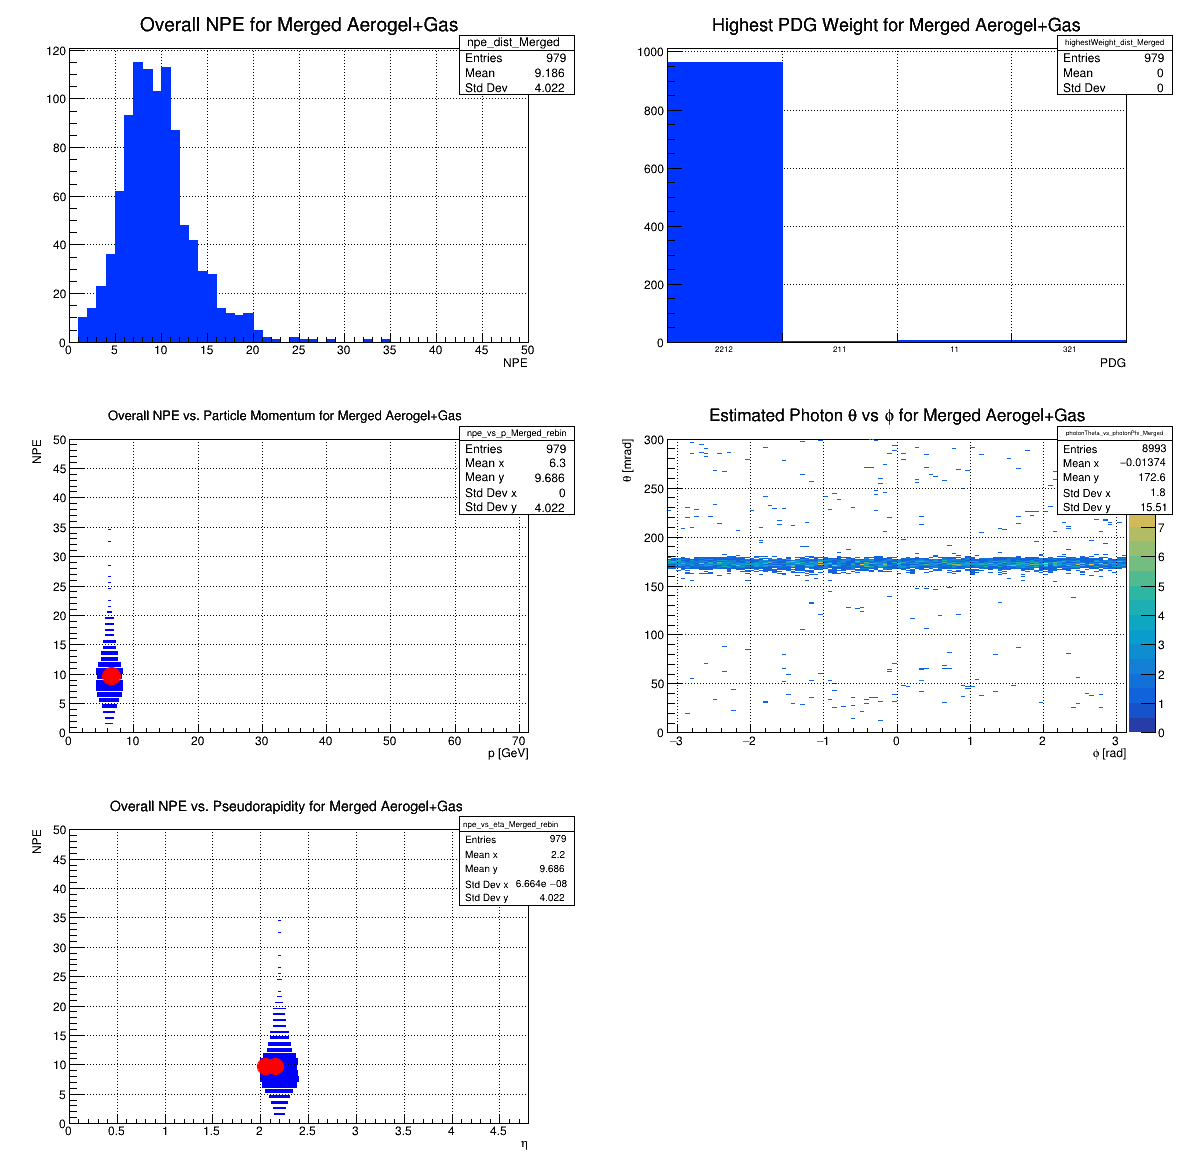 Overall NPE for Merged Aerogel+Gas
npe_dist_Merged
Entries 979
Mean 9.186
Std Dev 4.022
120
100
80
60
40
20
0
0 5 10 15 20 25 30 35 40 45 50
NPE
Highest PDG Weight for Merged Aerogel+Gas
highestWeight_dist_Merged
Entries 979
Mean 0
Std Dev 0
1000
800
600
400
200
0
2212 211 11 321
PDG
Overall NPE vs. Particle Momentum for Merged Aerogel+Gas
npe_vs_p_Merged_rebin
Entries 979
Mean x 6.3
Mean y 9.686
Std Dev x 0
Std Dev y 4.022
NPE
50
45
40
35
30
25
20
15
10
5
0
0 10 20 30 40 50 60 70
p [GeV]
Estimated Photon θ vs ϕ for Merged Aerogel+Gas
photonTheta_vs_photonPhi_Merged
Entries 8993
Mean x −0.01374
Mean y 172.6
Std Dev x 1.8
Std Dev y 15.51
θ [mrad]
300
250
200
150
100
50
0
−3 −2 −1 0 1 2 3
ϕ [rad]
7
6
5
4
3
2
1
0
Overall NPE vs. Pseudorapidity for Merged Aerogel+Gas
npe_vs_eta_Merged_rebin
Entries 979
Mean x 2.2
Mean y 9.686
Std Dev x 6.664e −08
Std Dev y 4.022
NPE
50
45
40
35
30
25
20
15
10
5
0
0 0.5 1 1.5 2 2.5 3 3.5 4 4.5
η